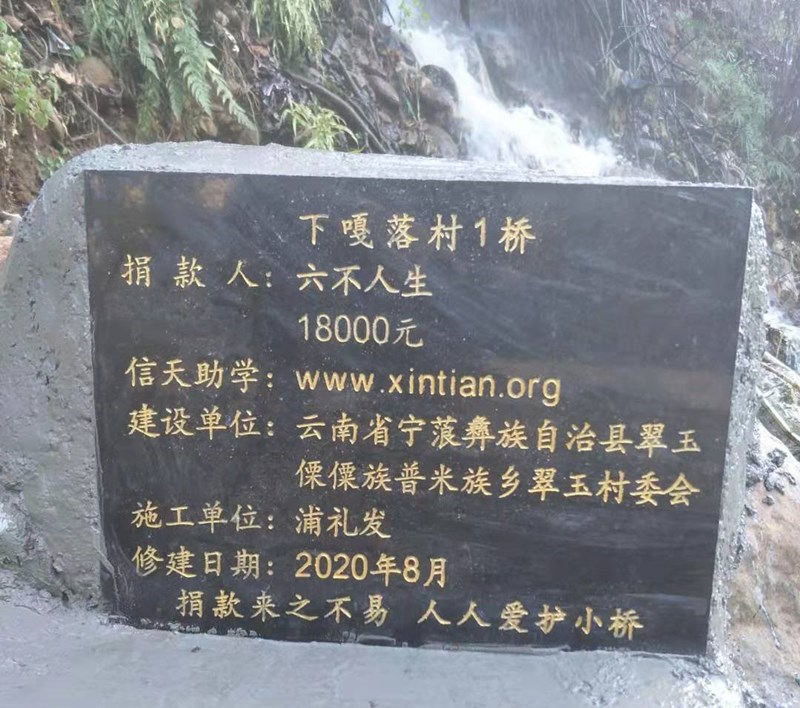 下嘎落村1桥
捐款人：六不人生
18000元
信天助学：www.xintian.org
建设单位：云南省宁蒗彝族自治县翠玉
傈僳族普米族乡翠玉村委会
施工单位：浦礼发
修建日期：2020年8月
捐款来之不易 人人爱护小桥